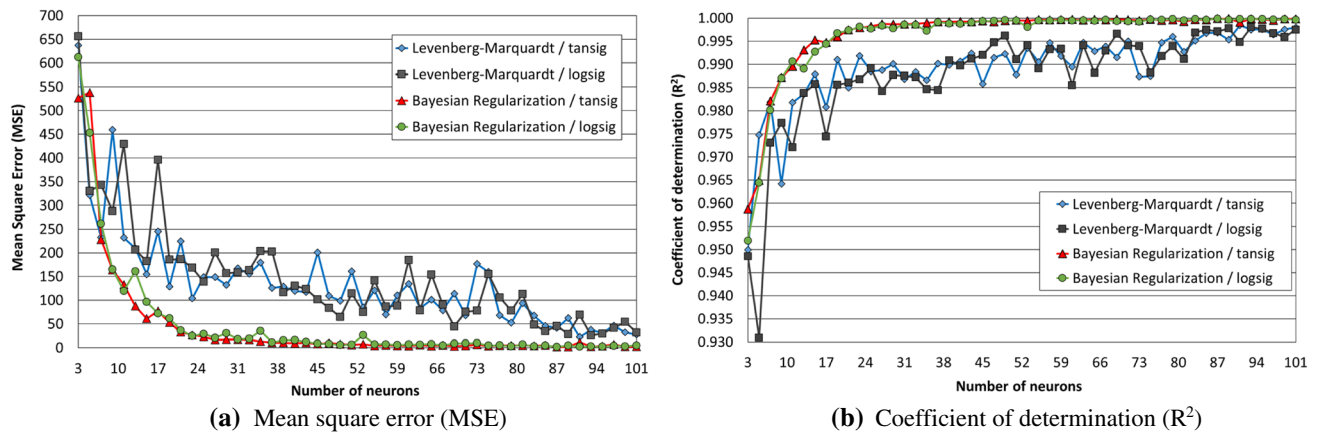 700
650
600
550
500
450
400
350
300
250
200
150
100
50
0
Mean Square Error (MSE)
Levenberg-Marquardt / tansig
Levenberg-Marquardt / logsig
Bayesian Regularization / tansig
Bayesian Regularization / logsig
3 10 17 24 31 38 45 52 59 66 73 80 87 94 101
Number of neurons
(a) Mean square error (MSE)
1.000
0.995
0.990
0.985
0.980
0.975
0.970
0.965
0.960
0.955
0.950
0.945
0.940
0.935
0.930
Coefficient of determination (R²)
Levenberg-Marquardt / tansig
Levenberg-Marquardt / logsig
Bayesian Regularization / tansig
Bayesian Regularization / logsig
3 10 17 24 31 38 45 52 59 66 73 80 87 94 101
Number of neurons
(b) Coefficient of determination (R²)